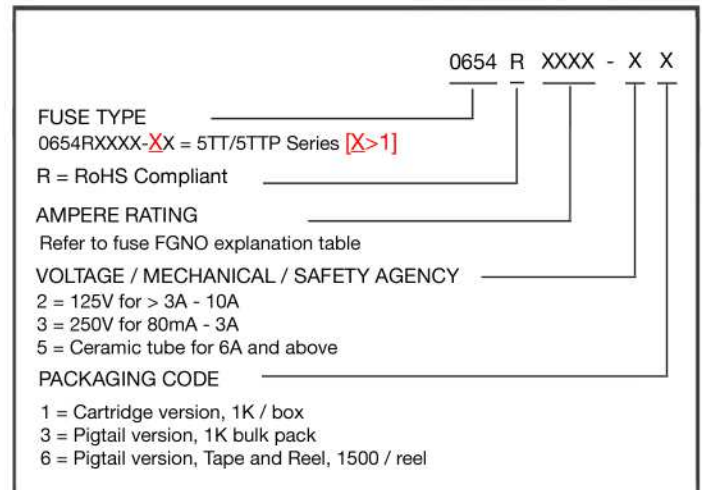 0654 R XXXX - X X
FUSE TYPE
0654RXXXX-XX = 5TT/5TTP Series [X>1]
R = RoHS Compliant
AMPERE RATING
Refer to fuse FGNO explanation table
VOLTAGE / MECHANICAL / SAFETY AGENCY
2 = 125V for > 3A - 10A
3 = 250V for 80mA - 3A
5 = Ceramic tube for 6A and above
PACKAGING CODE
1 = Cartridge version, 1K / box
3 = Pigtail version, 1K bulk pack
6 = Pigtail version, Tape and Reel, 1500 / reel